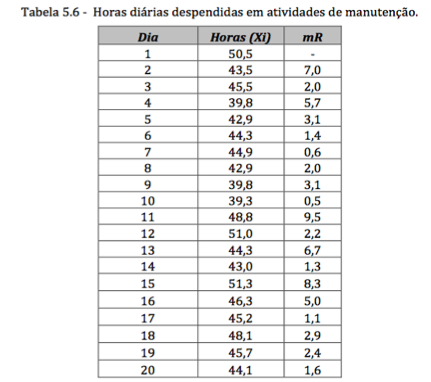 Tabela 5.6 - Horas diárias despendidas em atividades de manutenção.
Dia Horas (Xi) mR
1 50,5 -
2 43,5 7,0
3 45,5 2,0
4 39,8 5,7
5 42,9 3,1
6 44,3 1,4
7 44,9 0,6
8 42,9 2,0
9 39,8 3,1
10 39,3 0,5
11 48,8 9,5
12 51,0 2,2
13 44,3 6,7
14 43,0 1,3
15 51,3 8,3
16 46,3 5,0
17 45,2 1,1
18 48,1 2,9
19 45,7 2,4
20 44,1 1,6